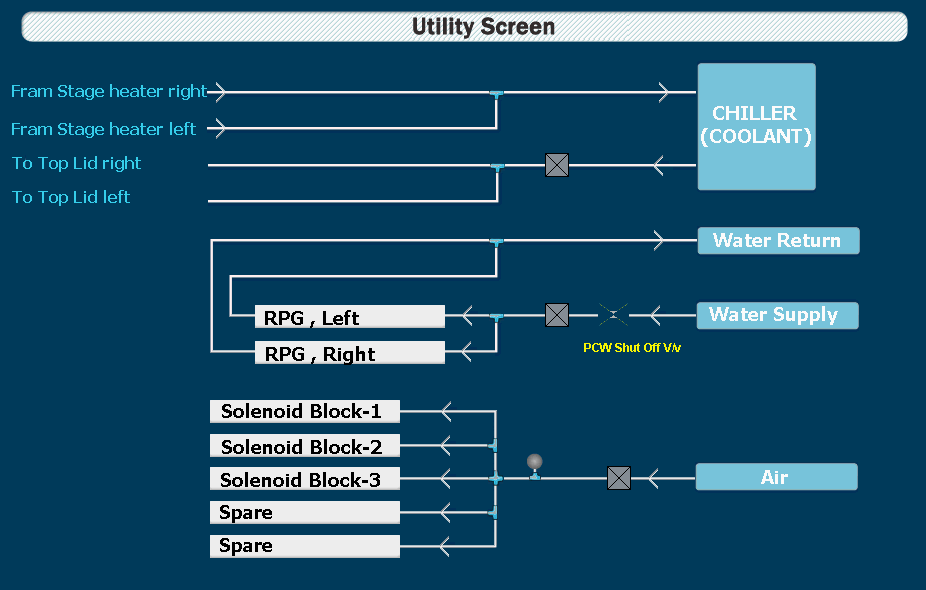 Utility Screen
Fram Stage heater right
Fram Stage heater left
To Top Lid right
To Top Lid left
CHILLER
(COOLANT)
Water Return
RPG , Left
RPG , Right
Water Supply
PCW Shut Off V/v
Solenoid Block-1
Solenoid Block-2
Solenoid Block-3
Spare
Spare
Air